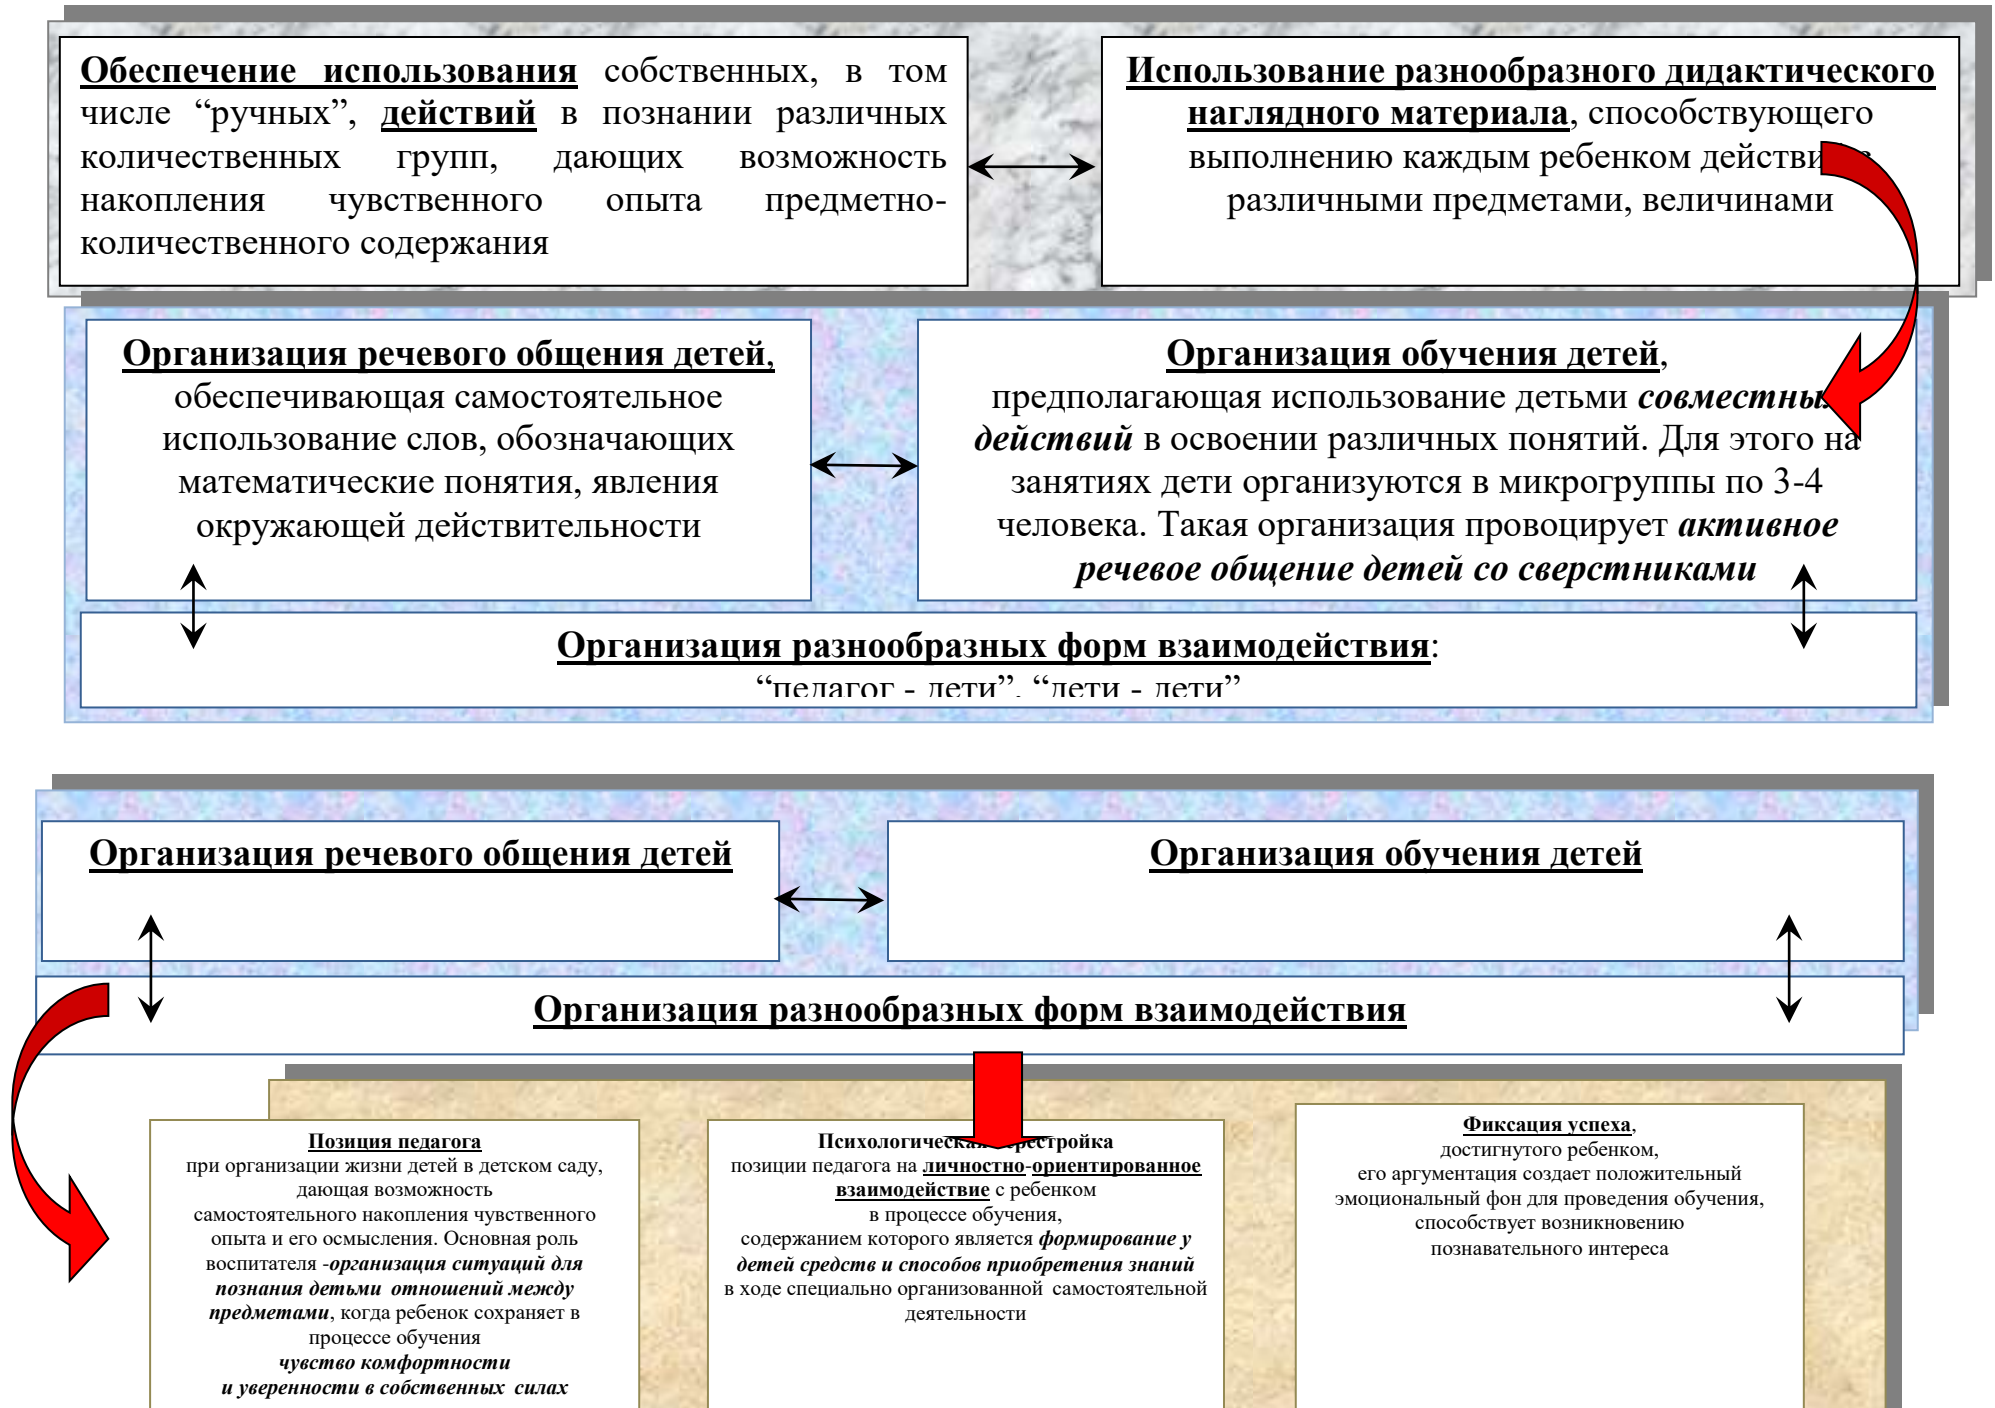 Обеспечение использования собственных, в том
числе “ручных”, действий в познании различных
количественных групп, дающих возможность
накопления чувственного опыта предметно-
количественного содержания
Использование разнообразного дидактического
наглядного материала, способствующего
выполнению каждым ребенком
различными предметами, величинами
Организация речевого общения детей,
обеспечивающая самостоятельное
использование слов, обозначающих
математические понятия, явления
окружающей действительности
Организация обучения детей,
предполагающая использование детьми
действий в освоении различных понятий. Для этого на
занятиях дети организуются в микрогруппы по 3-4
человека. Такая организация провоцирует активное
речевое общение детей со сверстниками
Организация разнообразных форм взаимодействия:
“педагог - дети”, “дети - дети”
Организация речевого общения детей
Организация обучения детей
Организация разнообразных форм взаимодействия
Позиция педагога
при организации жизни детей в детском саду,
дающая возможность
самостоятельного накопления чувственного
опыта и его осмысления. Основная роль
воспитателя -организация ситуаций для
познания детьми отношений между
предметами, когда ребенок сохраняет в
процессе обучения
чувство комфортности
и уверенности в собственных силах
Психологическая перестройка
позиции педагога на личностно-ориентированное
взаимодействие с ребенком
в процессе обучения,
содержанием которого является формирование у
детей средств и способов приобретения знаний
в ходе специально организованной самостоятельной
деятельности
Фиксация успеха,
достигнутого ребенком,
его аргументация создает положительный
эмоциональный фон для проведения обучения,
способствует возникновению
познавательного интереса